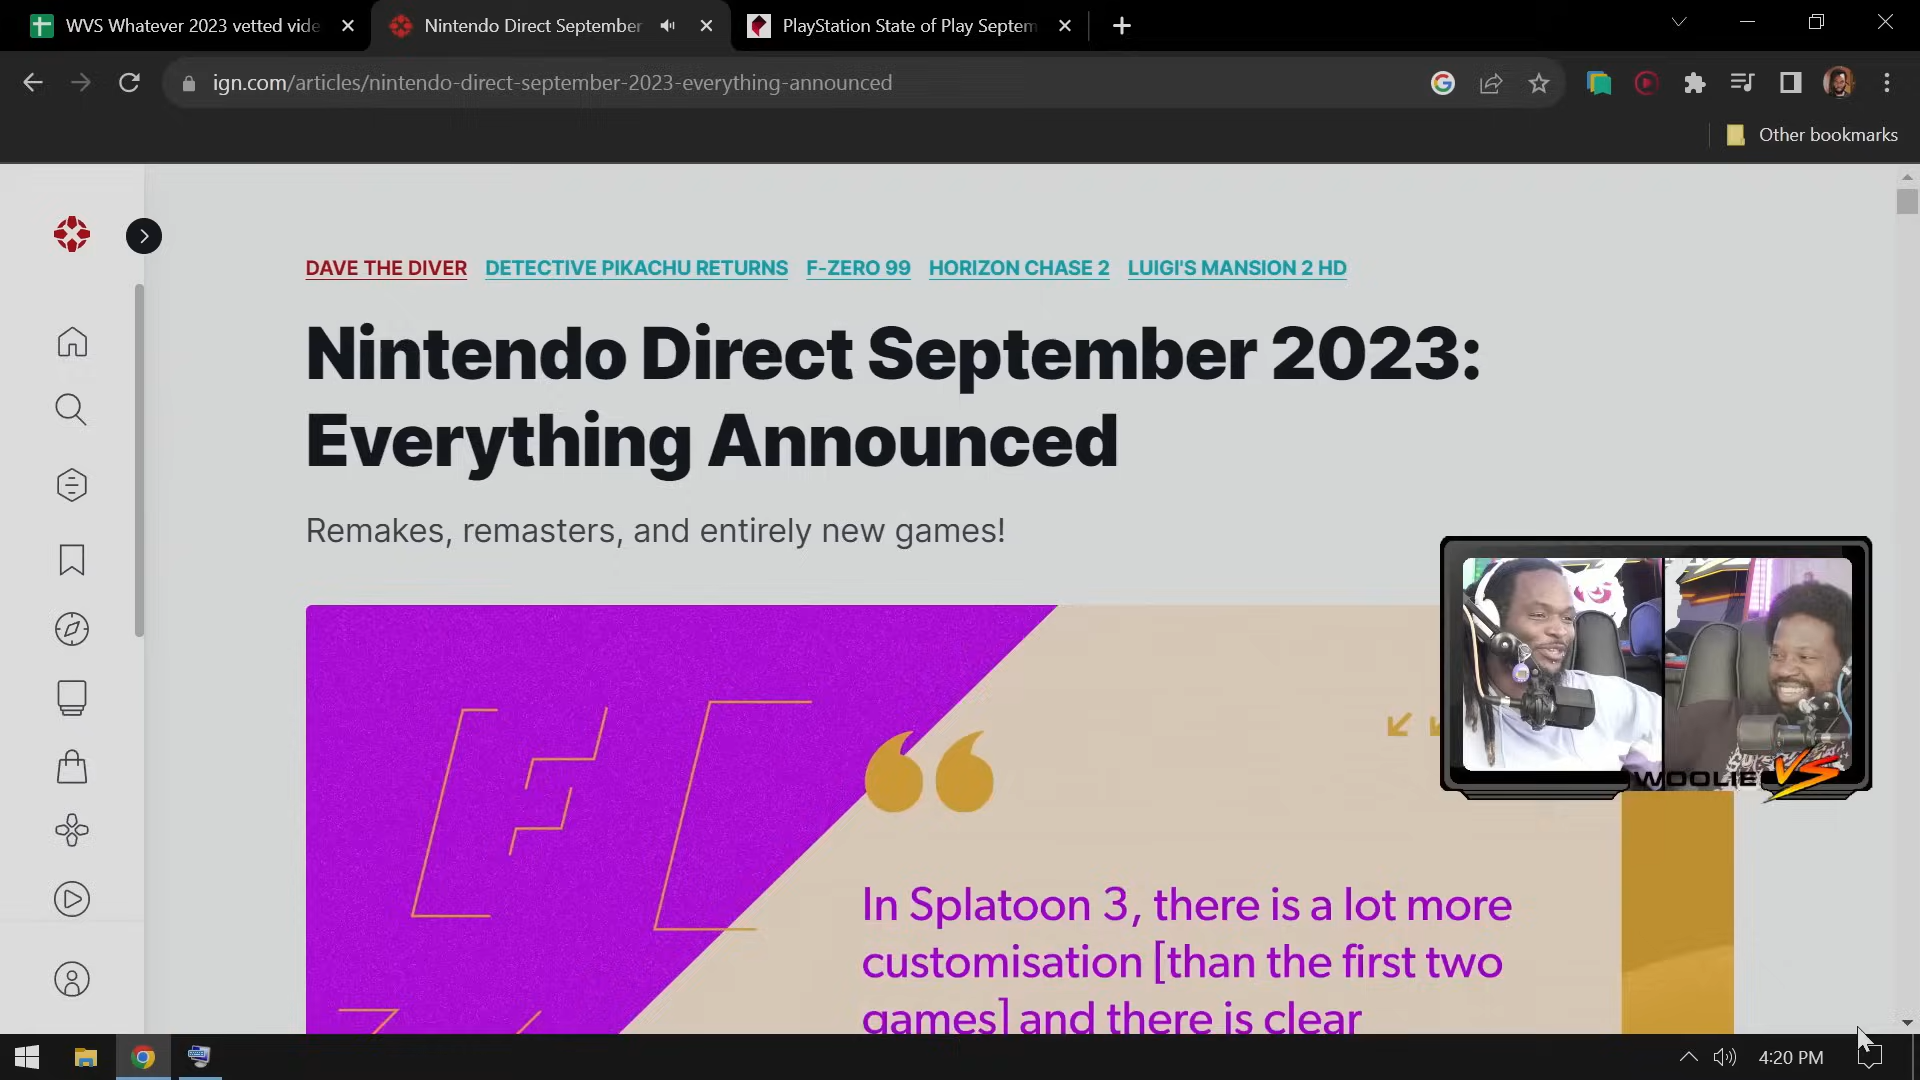 WVS Whatever 2023 vetted vide
Nintendo Direct September
PlayStation State of Play Septem
ign.com/articles/nintendo-direct-september-2023-everything-announced
Other bookmarks
DAVE THE DIVER DETECTIVE PIKACHU RETURNS F-ZERO 99 HORIZON CHASE 2 LUIGI'S MANSION 2 HD
Nintendo Direct September 2023:
Everything Announced
Remakes, remasters, and entirely new games!
WOOLIE VS
“
In Splatoon 3, there is a lot more
customisation [than the first two
games] and there is clear
4:20 PM